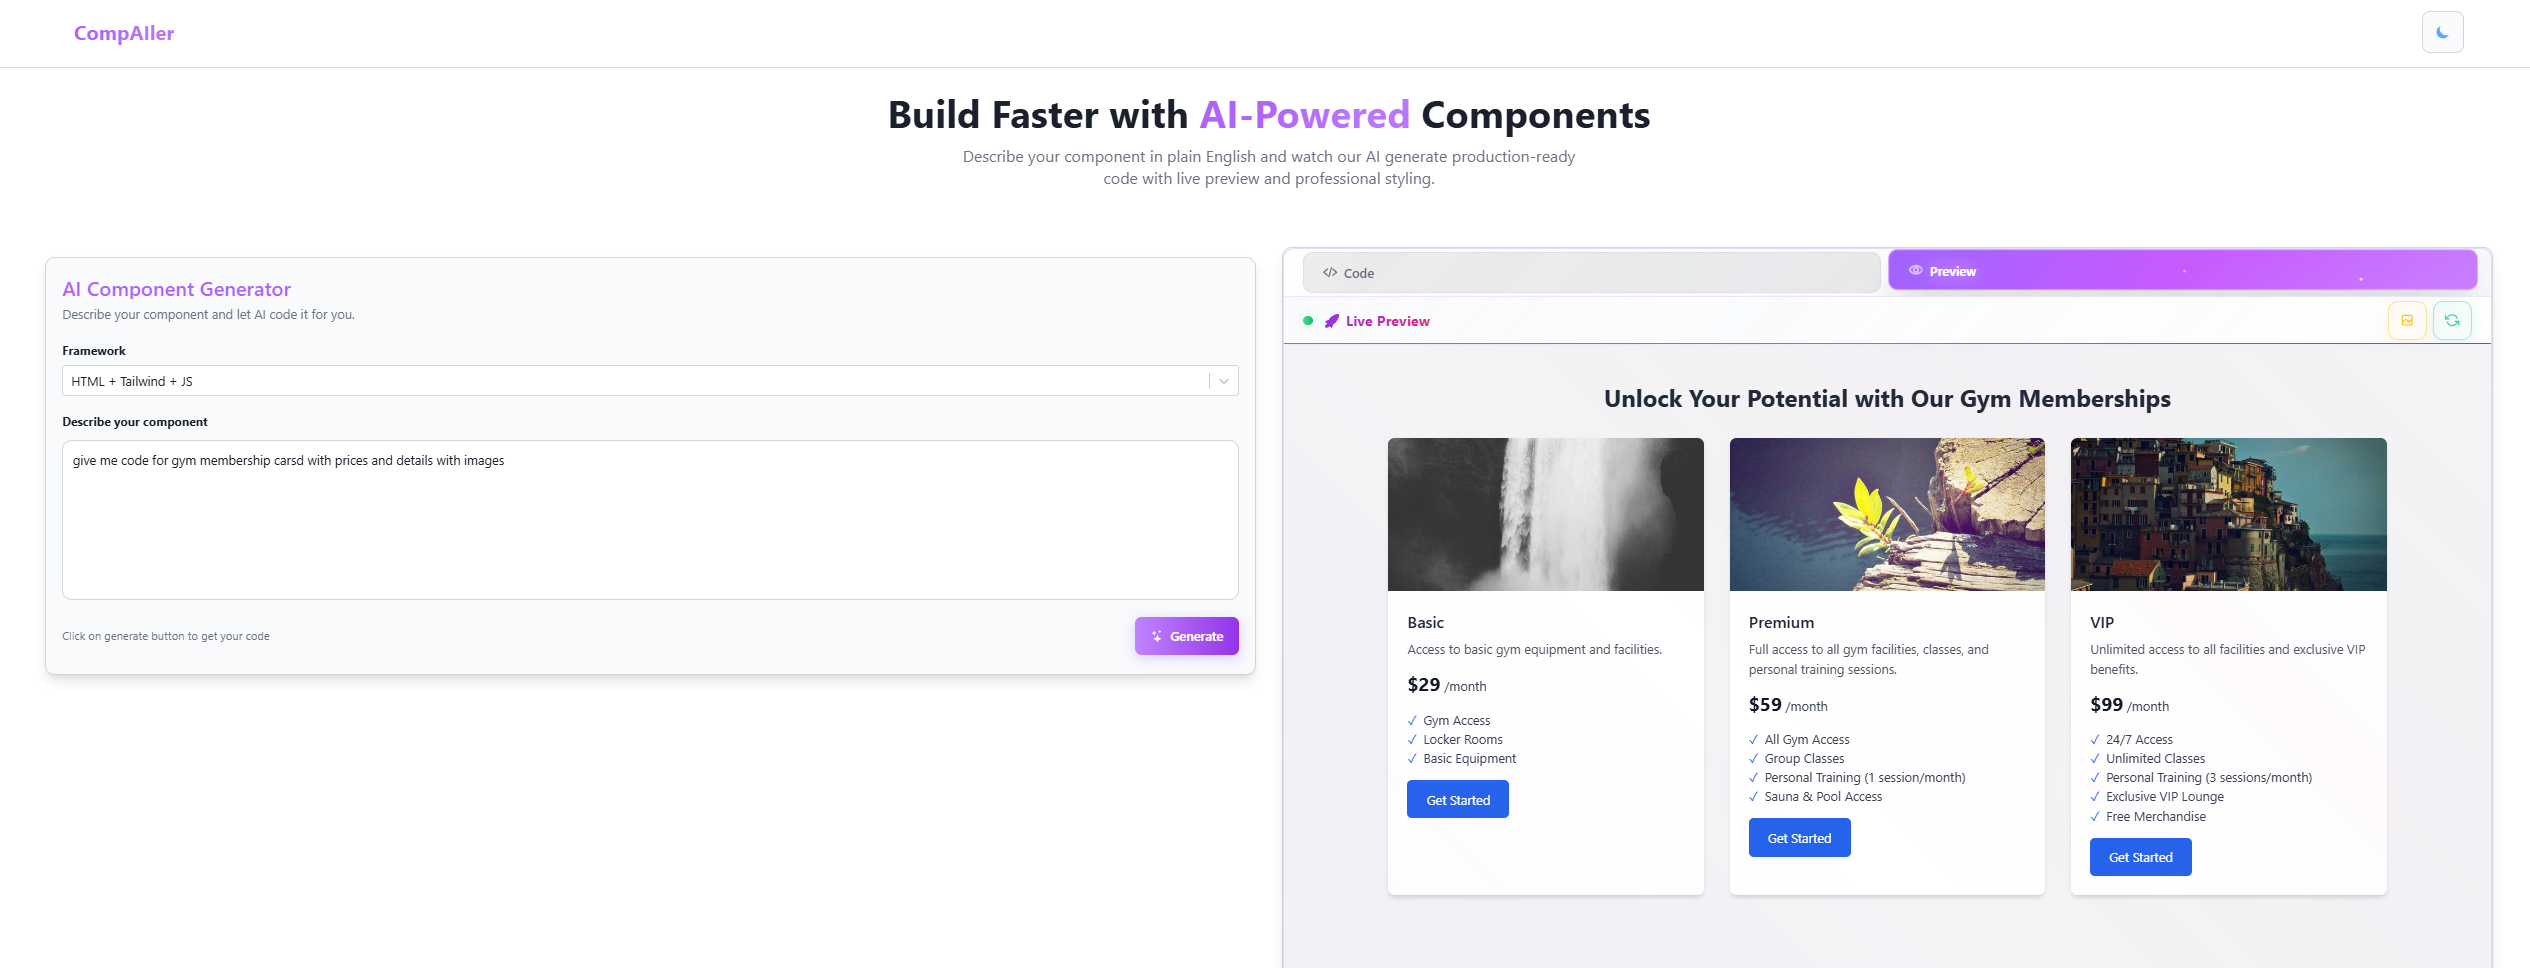 CompAIler
Build Faster with AI-Powered Components
Describe your component in plain English and watch our AI generate production-ready
code with live preview and professional styling.
AI Component Generator
Describe your component and let AI code it for you.
Framework
HTML + Tailwind + JS
Describe your component
give me code for gym membership carsd with prices and details with images
Click on generate button to get your code
Generate
</> Code
Preview
Live Preview
Unlock Your Potential with Our Gym Memberships
Basic
Access to basic gym equipment and facilities.
$29 /month
✓ Gym Access
✓ Locker Rooms
✓ Basic Equipment
Get Started
Premium
Full access to all gym facilities, classes, and
personal training sessions.
$59 /month
✓ All Gym Access
✓ Group Classes
✓ Personal Training (1 session/month)
✓ Sauna & Pool Access
Get Started
VIP
Unlimited access to all facilities and exclusive VIP
benefits.
$99 /month
✓ 24/7 Access
✓ Unlimited Classes
✓ Personal Training (3 sessions/month)
✓ Exclusive VIP Lounge
✓ Free Merchandise
Get Started